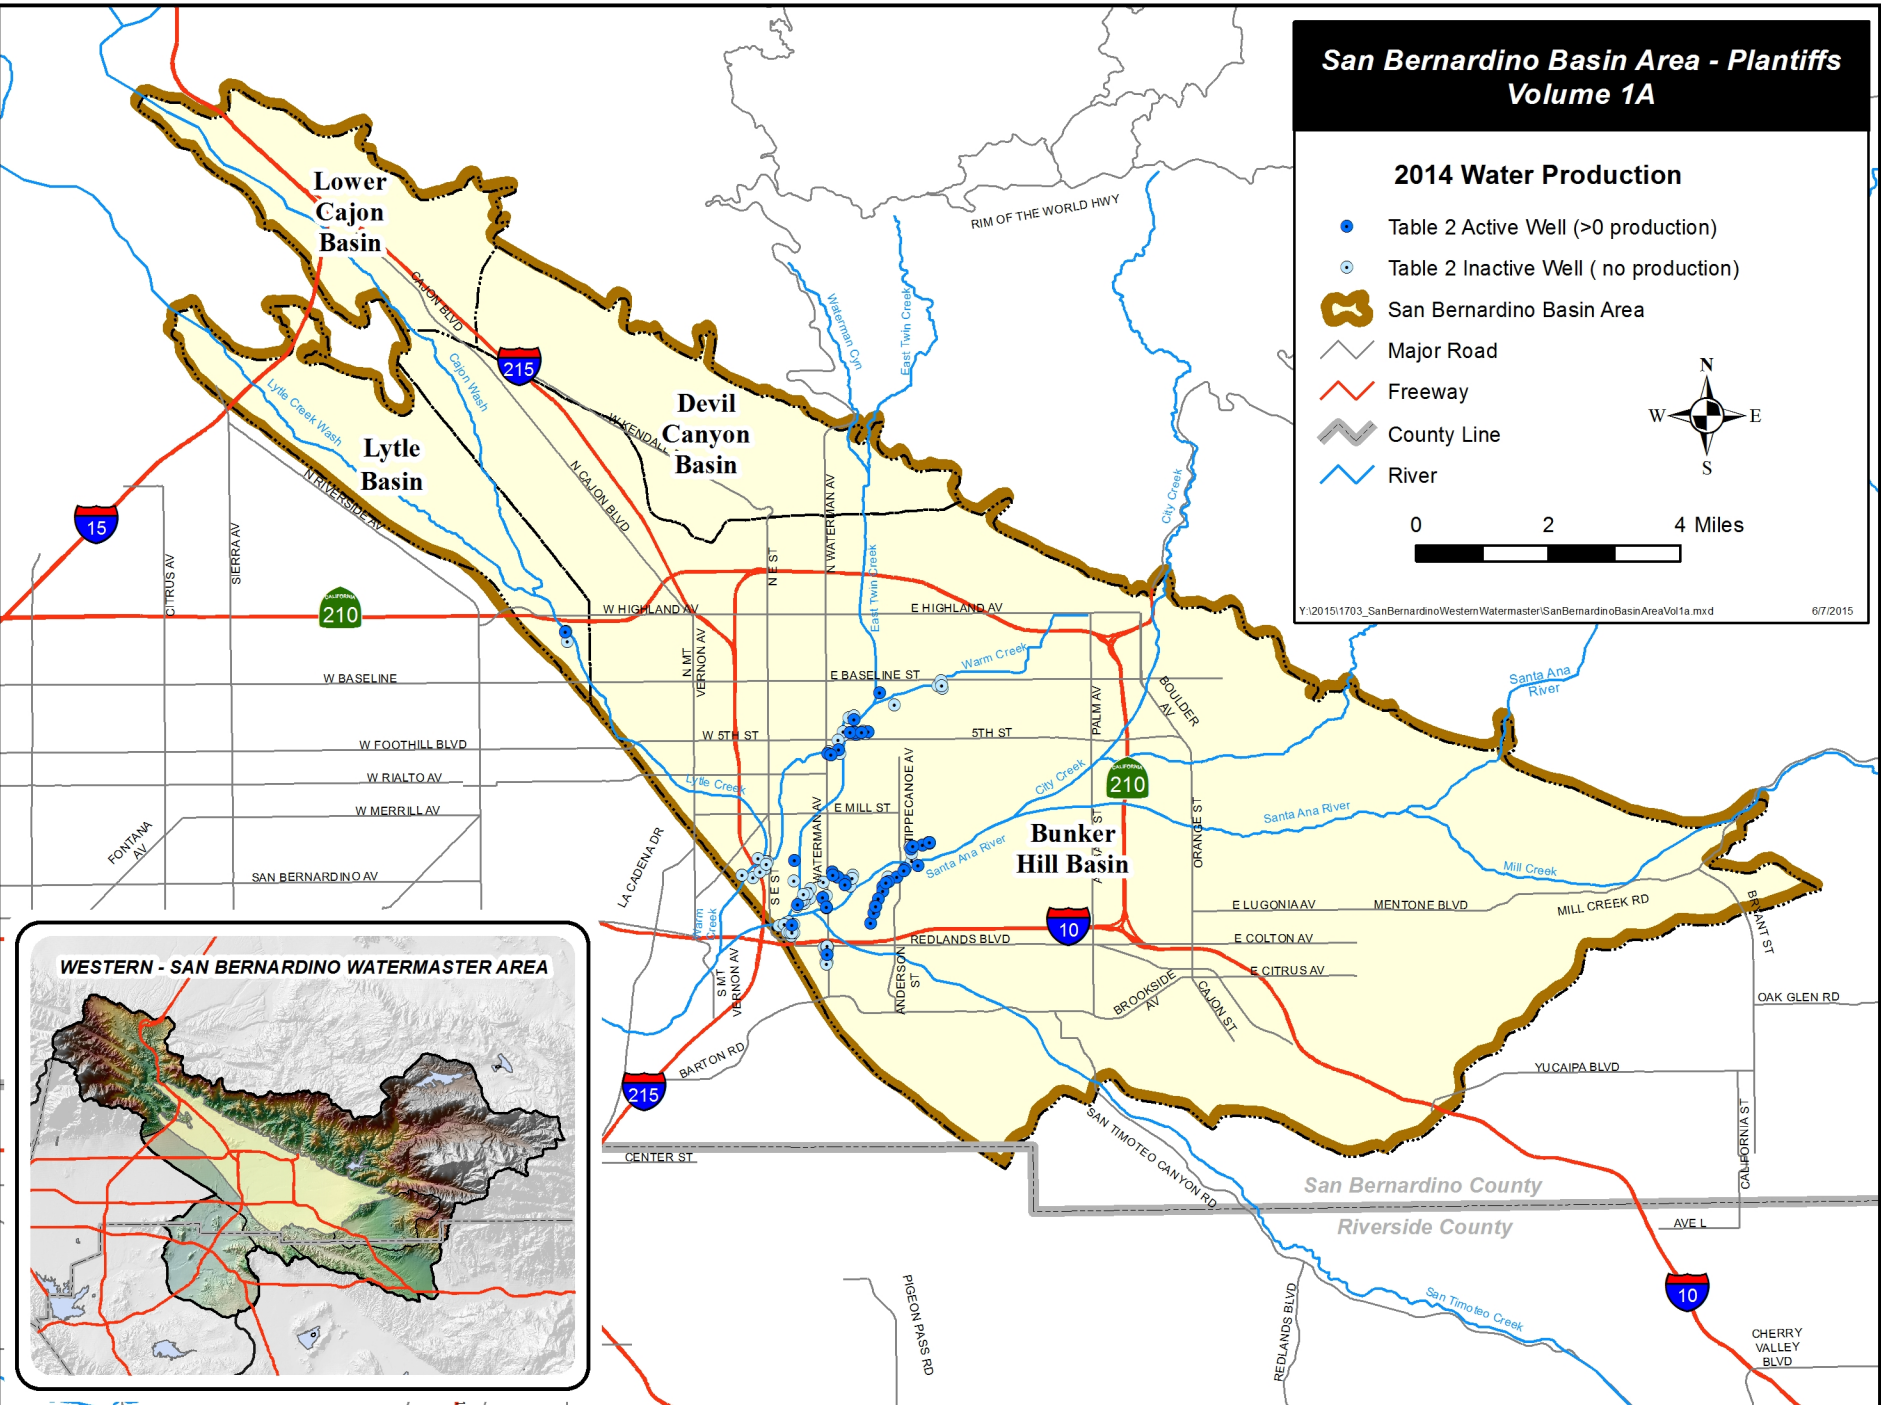 San Bernardino Basin Area - Plantiffs
Volume 1A
2014 Water Production
Table 2 Active Well (>0 production)
Table 2 Inactive Well ( no production)
San Bernardino Basin Area
Major Road
Freeway
County Line
River
N
W
E
S
0
2
4 Miles
Y:\2015\1703_SanBernardinoWesternWatermaster\SanBernardinoBasinAreaVol1a.mxd
6/7/2015
Lower
Cajon
Basin
CAJON BLVD
RIM OF THE WORLD HWY
Waterman Cyn
East Twin Creek
215
Cajon Wash
Lytle Creek Wash
Devil
Canyon
Basin
W KENDALL
Lytle
Basin
N RIVERSIDE AV
N CAJON BLVD
N WATERMAN AV
City Creek
15
SIERRA AV
CITRUS AV
CALIFORNIA
210
N E ST
East Twin Creek
W HIGHLAND AV
E HIGHLAND AV
N MT
VERNON AV
Warm Creek
W BASELINE
E BASELINE ST
PALM AV
BOULDER
AV
Santa Ana
River
W FOOTHILL BLVD
W 5TH ST
5TH ST
W RIALTO AV
Lytle Creek
TIPPECANOE AV
City Creek
CALIFORNIA
210
W MERRILL AV
E MILL ST
WATERMAN AV
Santa Ana River
ORANGE ST
FONTANA
AV
LA CADENA DR
Bunker
Hill Basin
Santa Ana River
Mill Creek
SAN BERNARDINO AV
S E ST
Warm
Creek
E LUGONIA AV
MENTONE BLVD
MILL CREEK RD
BRYANT ST
10
REDLANDS BLVD
E COLTON AV
E CITRUS AV
S MT
VERNON AV
ANDERSON
ST
BROOKSIDE
AV
CAJON ST
OAK GLEN RD
BARTON RD
215
YUCAIPA BLVD
CALIFORNIA ST
SAN TIMOTEO CANYON RD
CENTER ST
San Bernardino County
Riverside County
AVE L
PIGEON PASS RD
REDLANDS BLVD
San Timoteo Creek
10
CHERRY
VALLEY
BLVD
WESTERN - SAN BERNARDINO WATERMASTER AREA